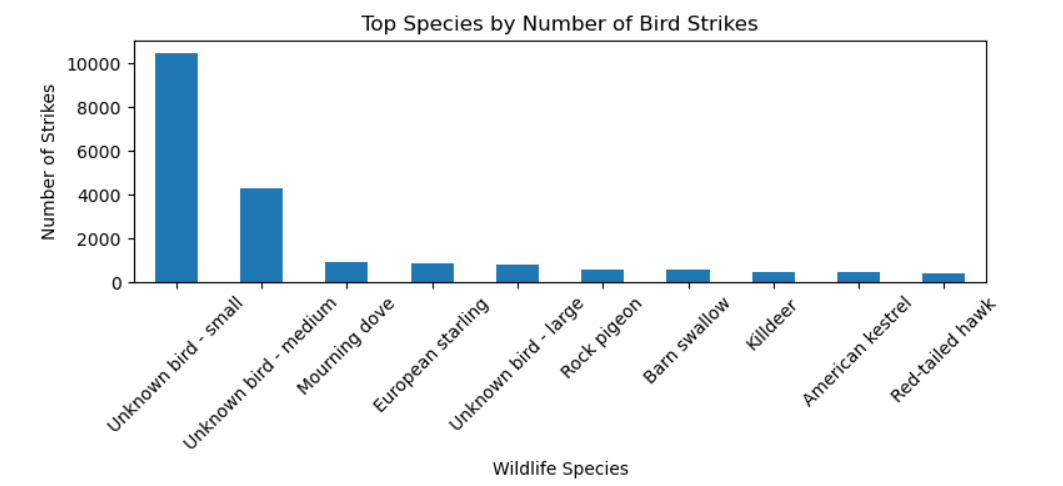 Top Species by Number of Bird Strikes
Number of Strikes
10000
8000
6000
4000
2000
0
Unknown bird - small
Unknown bird - medium
Mourning dove
European starling
Unknown bird - large
Rock pigeon
Barn swallow
Killdeer
American kestrel
Red-tailed hawk
Wildlife Species